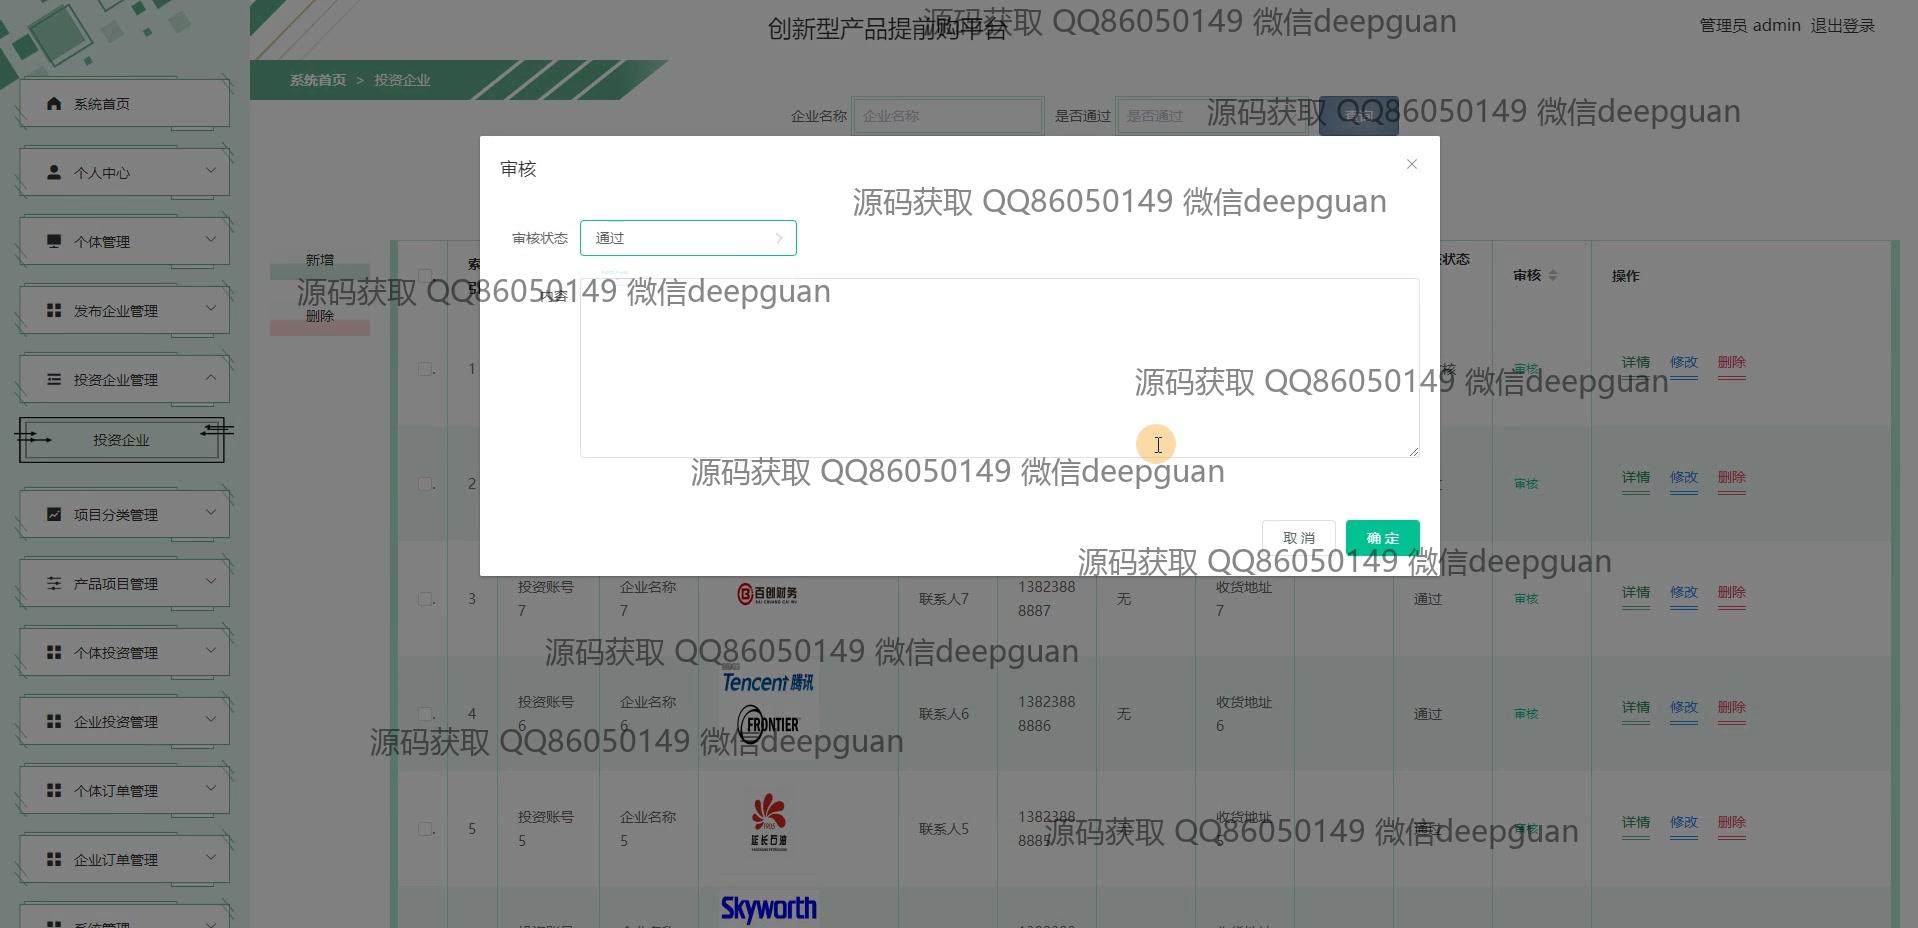 创新型产品提前购平台
源码获取 QQ86050149 微信deepguan
管理员 admin 退出登录
系统首页 > 投资企业
企业名称 企业名称 是否通过 是否通过 查询
源码获取 QQ86050149 微信deepguan
系统首页
个人中心
个体管理
发布企业管理
投资企业管理
投资企业
项目分类管理
产品项目管理
个体投资管理
企业投资管理
个体订单管理
企业订单管理
系统管理
新增
删除
审核
源码获取 QQ86050149 微信deepguan
审核状态 通过
内容
源码获取 QQ86050149 微信deepguan
源码获取 QQ86050149 微信deepguan
源码获取 QQ86050149 微信deepguan
取消 确定
源码获取 QQ86050149 微信deepguan
索引 状态 审核 操作
1 核 审核 详情 修改 删除
2 审核 详情 修改 删除
3 投资账号7 企业名称7 百创财务 BAI CHUANG CAI WU 联系人7 13823888887 无 收货地址7 通过 审核 详情 修改 删除
源码获取 QQ86050149 微信deepguan
4 投资账号6 企业名称6 Tencent 腾讯 FRONTIER 联系人6 13823888886 无 收货地址6 通过 审核 详情 修改 删除
源码获取 QQ86050149 微信deepguan
5 投资账号5 企业名称5 1905 延长石油 联系人5 13823888885 无 收货地址5 通过 审核 详情 修改 删除
源码获取 QQ86050149 微信deepguan
Skyworth